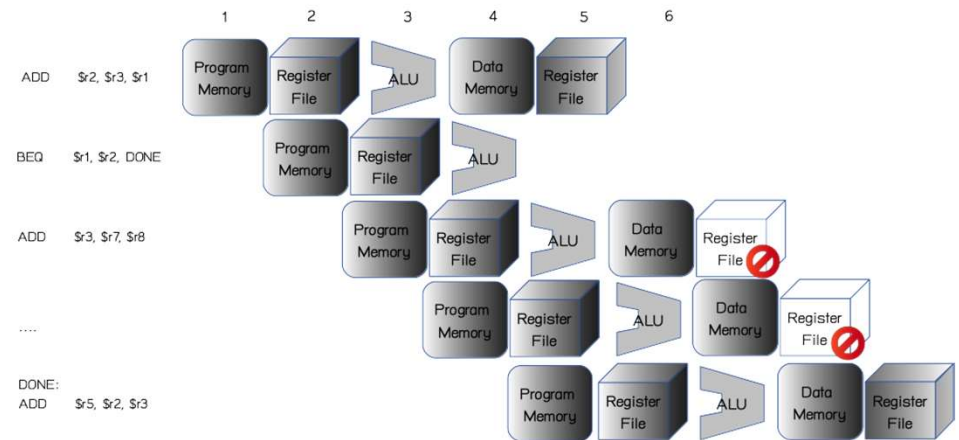 1 2 3 4 5 6
ADD $r2, $r3, $r1
Program Memory
Register File
ALU
Data Memory
Register File
BEQ $r1, $r2, DONE
Program Memory
Register File
ALU
ADD $r3, $r7, $r8
Program Memory
Register File
ALU
Data Memory
Register File
....
Program Memory
Register File
ALU
Data Memory
Register File
DONE:
ADD $r5, $r2, $r3
Program Memory
Register File
ALU
Data Memory
Register File